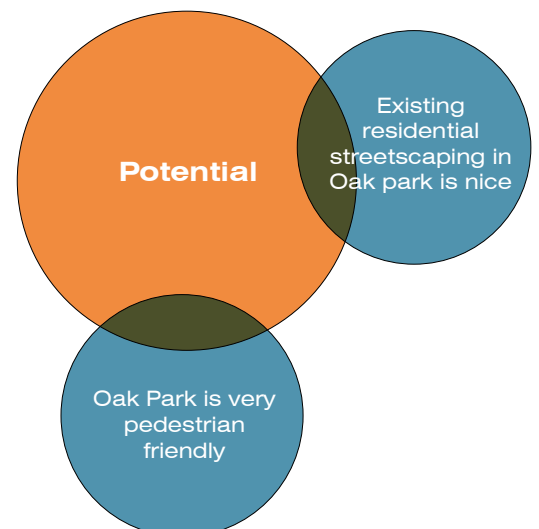 Existing
residential
streetscaping in
Oak park is nice
Potential
Oak Park is very
pedestrian
friendly